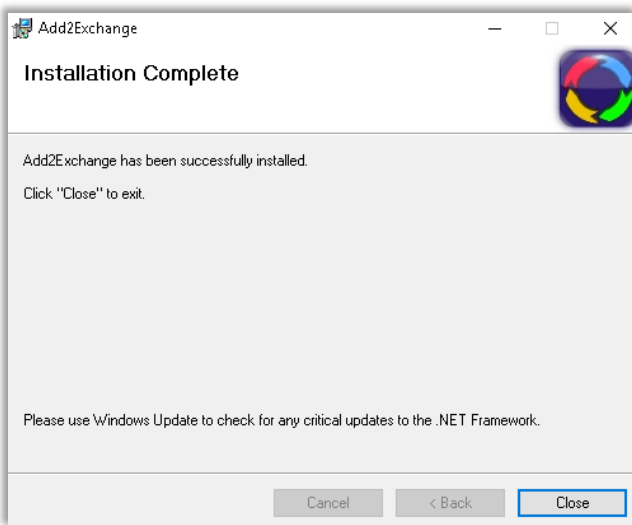 Add2Exchange
Installation Complete
Add2Exchange has been successfully installed.
Click "Close" to exit.
Please use Windows Update to check for any critical updates to the .NET Framework.
Cancel
< Back
Close